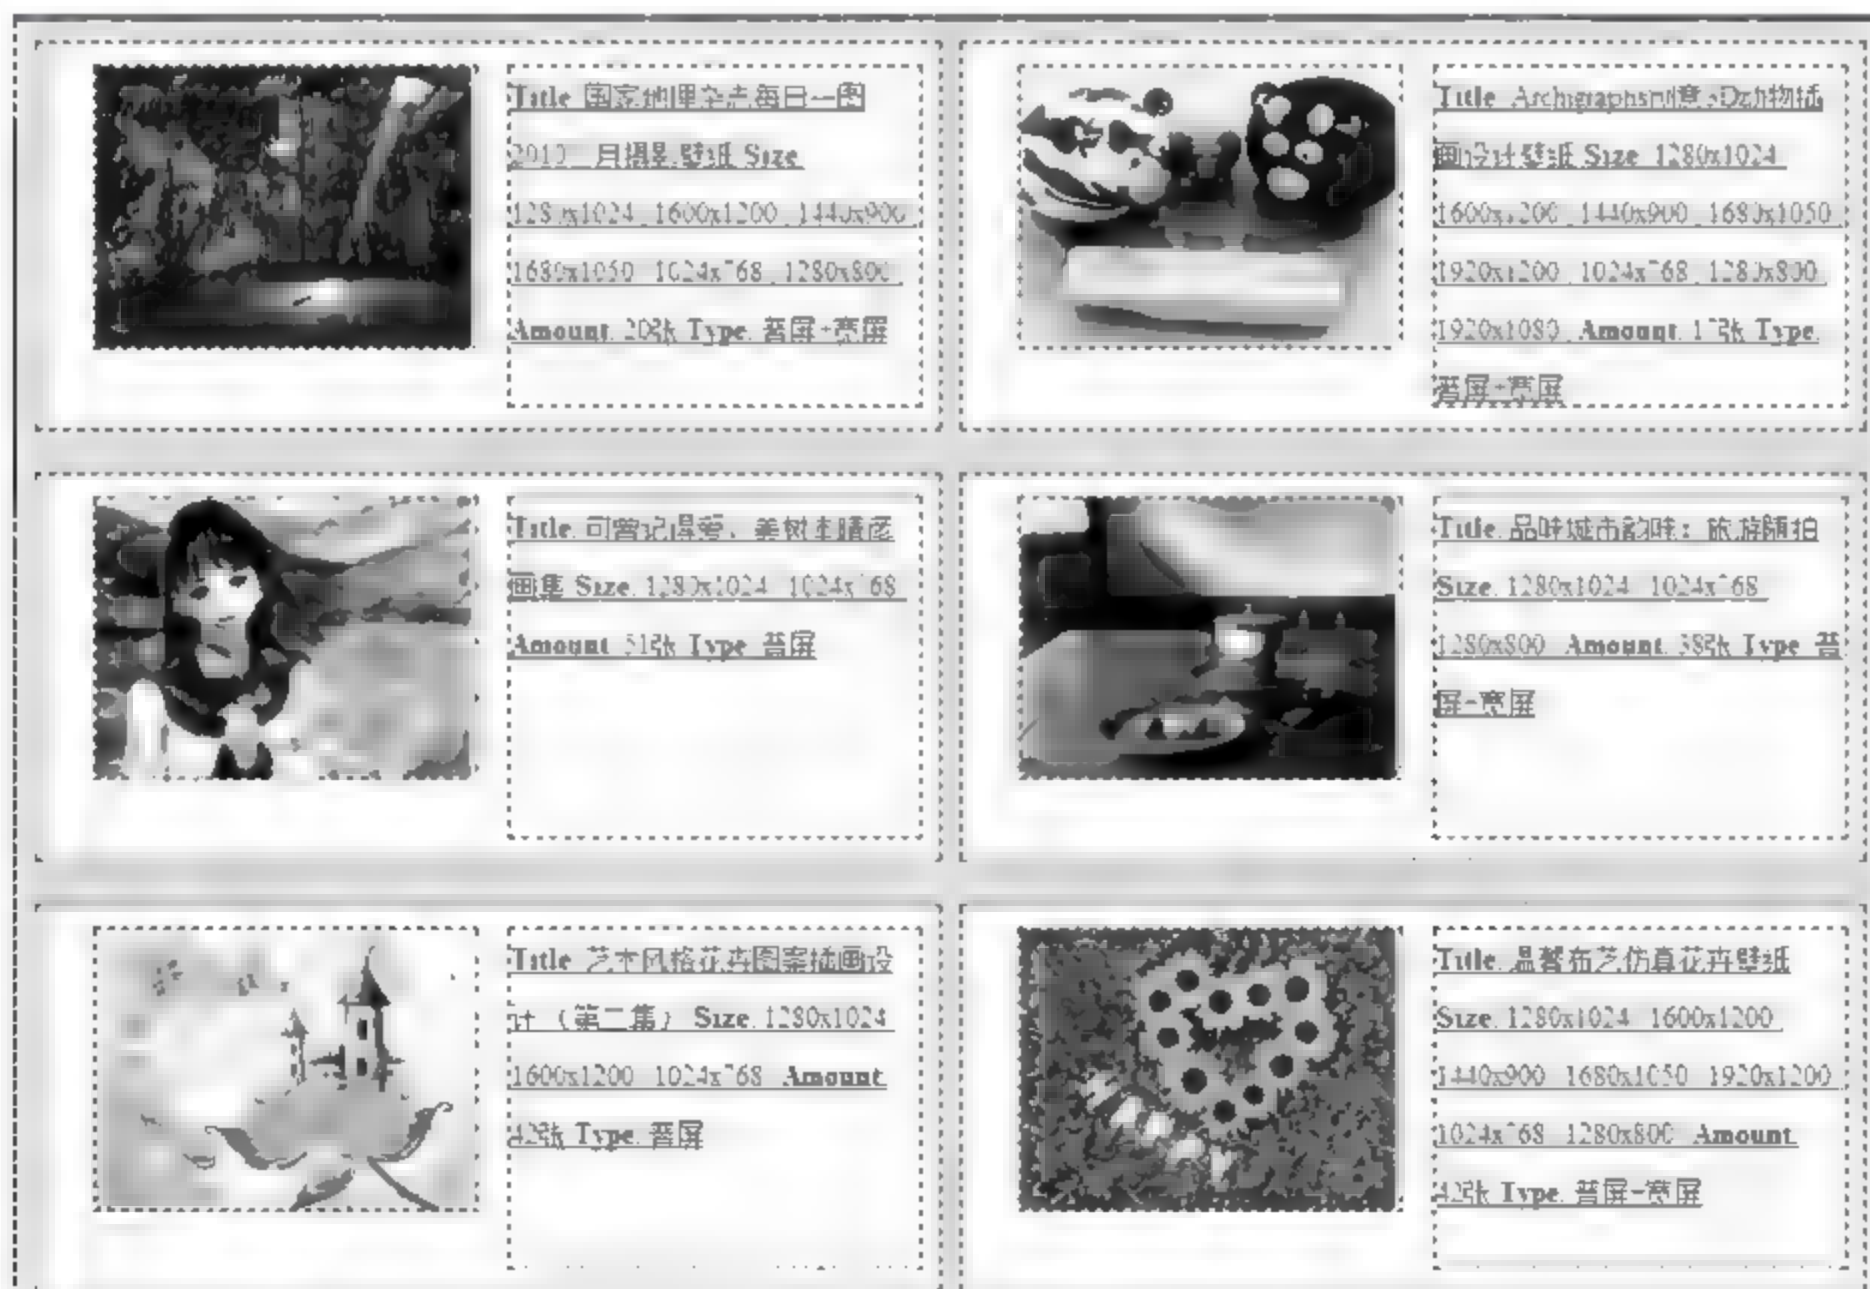 Title: 国家地理杂志每日一图
月摄影壁纸 Size:
1280x1024 1600x1200 1440x900
1680x1050 1024x768 1280x800
Amount: 20张 Type: 普屏+宽屏
Title: Archigraphs创意3D动物插
画设计壁纸 Size: 1280x1024
1600x1200 1440x900 1680x1050
1920x1200 1024x768 1280x800
1920x1080 Amount: 17张 Type:
普屏+宽屏
Title: 可曾记得爱，美树本晴彦
画集 Size: 1280x1024 1024x768
Amount: 51张 Type: 普屏
Title: 品味城市韵味：旅游随拍
Size: 1280x1024 1024x768
1280x800 Amount: 38张 Type: 普
屏+宽屏
Title: 艺术风格花卉图案插画设
计（第二集） Size: 1280x1024
1600x1200 1024x768 Amount:
42张 Type: 普屏
Title: 温馨布艺仿真花卉壁纸
Size: 1280x1024 1600x1200
1440x900 1680x1050 1920x1200
1024x768 1280x800 Amount:
42张 Type: 普屏+宽屏